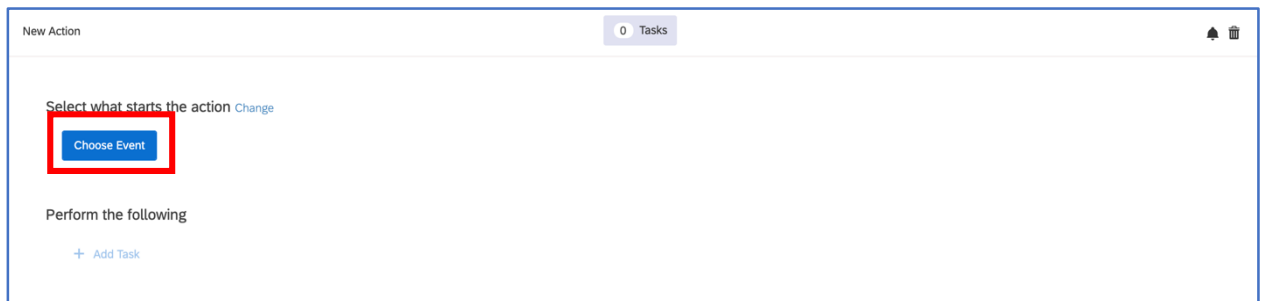 New Action
0 Tasks
Select what starts the action Change
Choose Event
Perform the following
+ Add Task